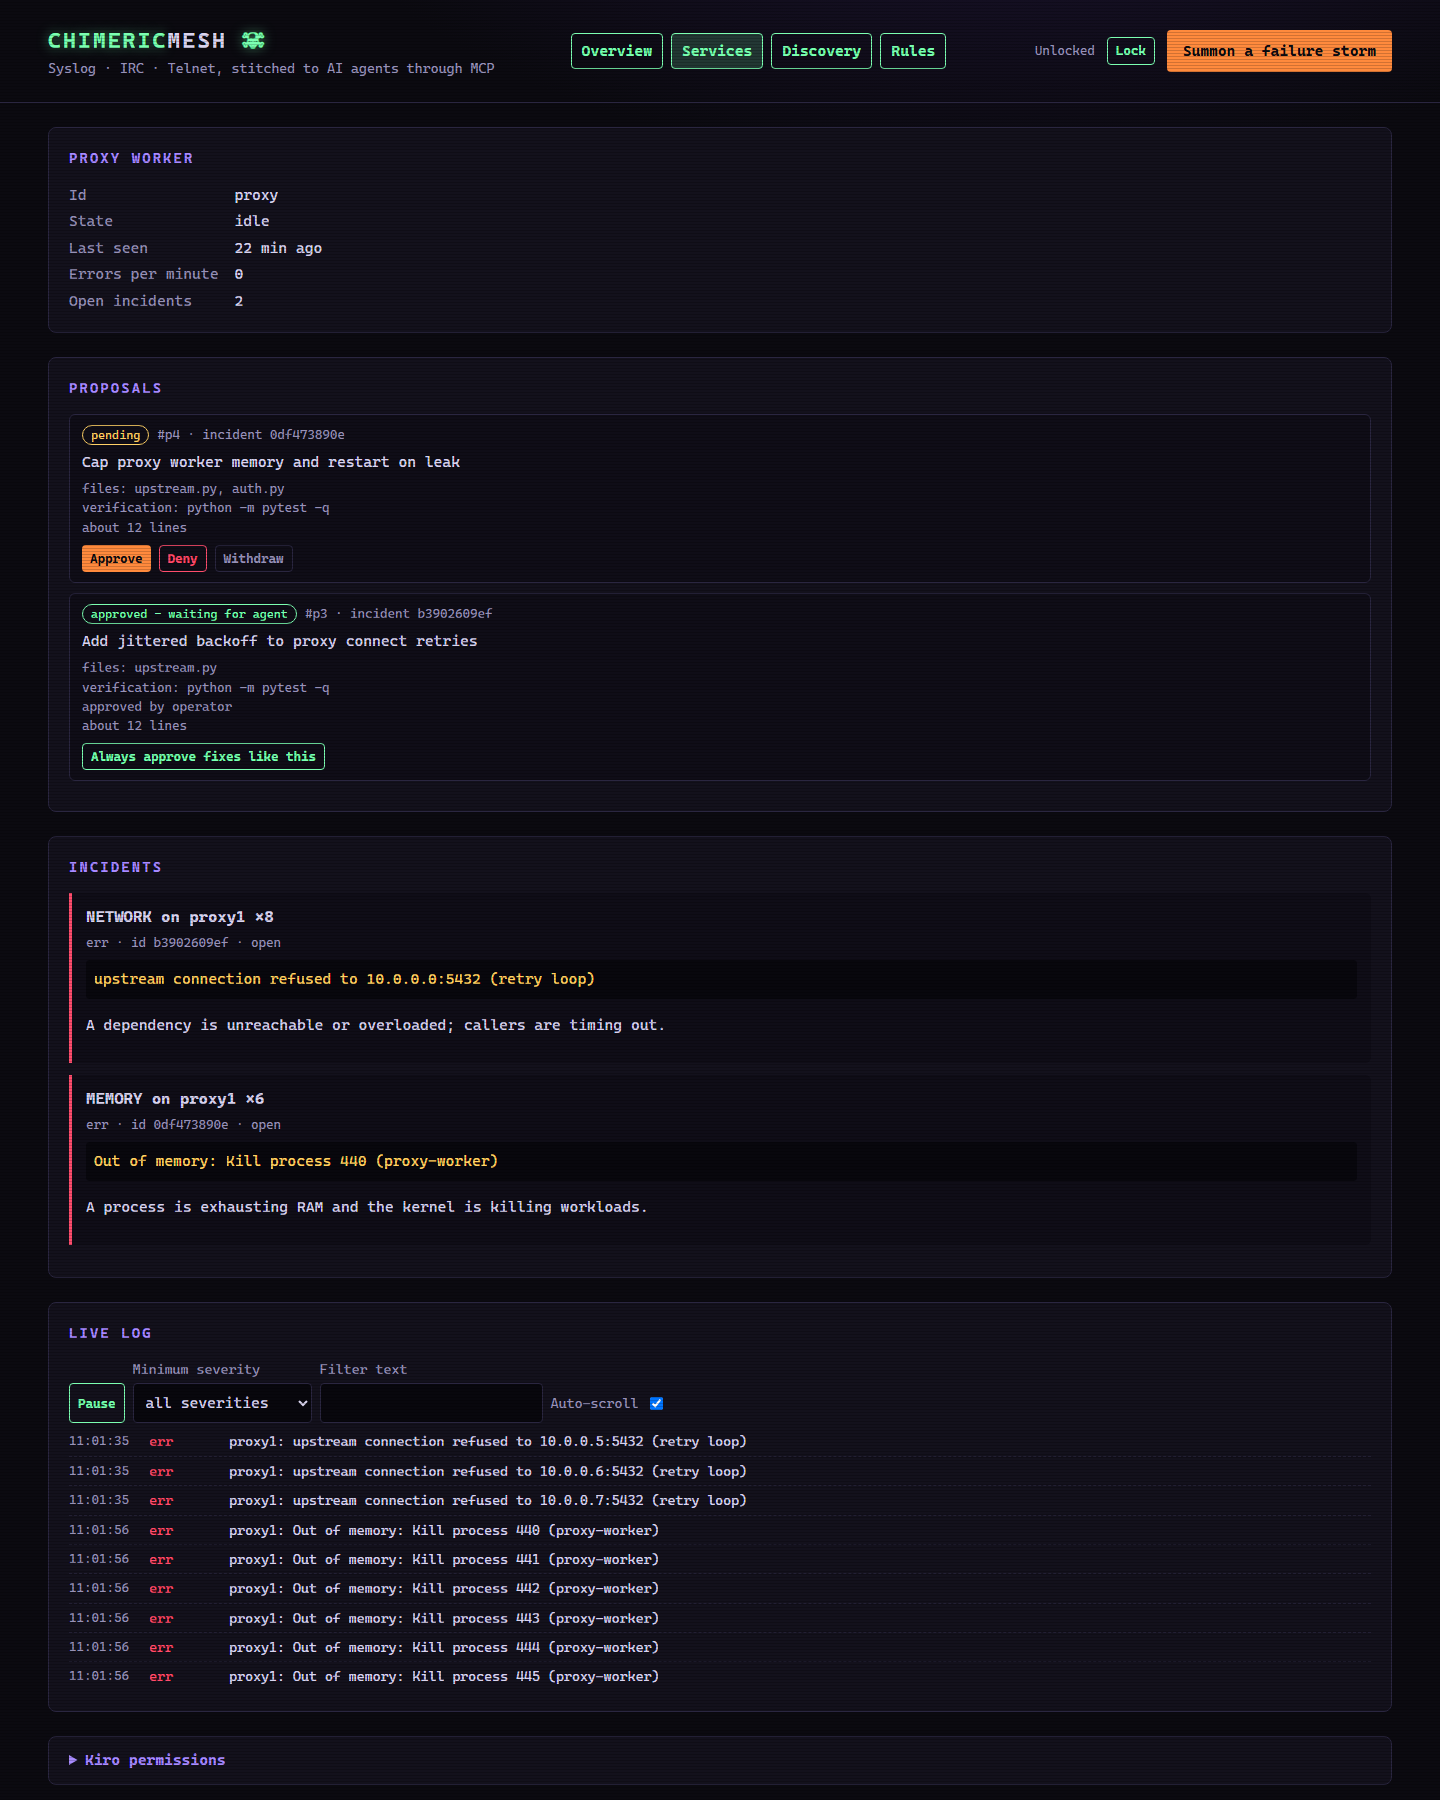 CHIMERICMESH
Syslog · IRC · Telnet, stitched to AI agents through MCP
Overview
Services
Discovery
Rules
Unlocked
Lock
Summon a failure storm
PROXY WORKER
Id proxy
State idle
Last seen 22 min ago
Errors per minute 0
Open incidents 2
PROPOSALS
pending #p4 · incident 0df473890e
Cap proxy worker memory and restart on leak
files: upstream.py, auth.py
verification: python -m pytest -q
about 12 lines
Approve Deny Withdraw
approved – waiting for agent #p3 · incident b3902609ef
Add jittered backoff to proxy connect retries
files: upstream.py
verification: python -m pytest -q
approved by operator
about 12 lines
Always approve fixes like this
INCIDENTS
NETWORK on proxy1 ×8
err · id b3902609ef · open
upstream connection refused to 10.0.0.0:5432 (retry loop)
A dependency is unreachable or overloaded; callers are timing out.
MEMORY on proxy1 ×6
err · id 0df473890e · open
Out of memory: Kill process 440 (proxy-worker)
A process is exhausting RAM and the kernel is killing workloads.
LIVE LOG
Minimum severity Filter text
Pause all severities Auto-scroll
11:01:35 err proxy1: upstream connection refused to 10.0.0.5:5432 (retry loop)
11:01:35 err proxy1: upstream connection refused to 10.0.0.6:5432 (retry loop)
11:01:35 err proxy1: upstream connection refused to 10.0.0.7:5432 (retry loop)
11:01:56 err proxy1: Out of memory: Kill process 440 (proxy-worker)
11:01:56 err proxy1: Out of memory: Kill process 441 (proxy-worker)
11:01:56 err proxy1: Out of memory: Kill process 442 (proxy-worker)
11:01:56 err proxy1: Out of memory: Kill process 443 (proxy-worker)
11:01:56 err proxy1: Out of memory: Kill process 444 (proxy-worker)
11:01:56 err proxy1: Out of memory: Kill process 445 (proxy-worker)
Kiro permissions